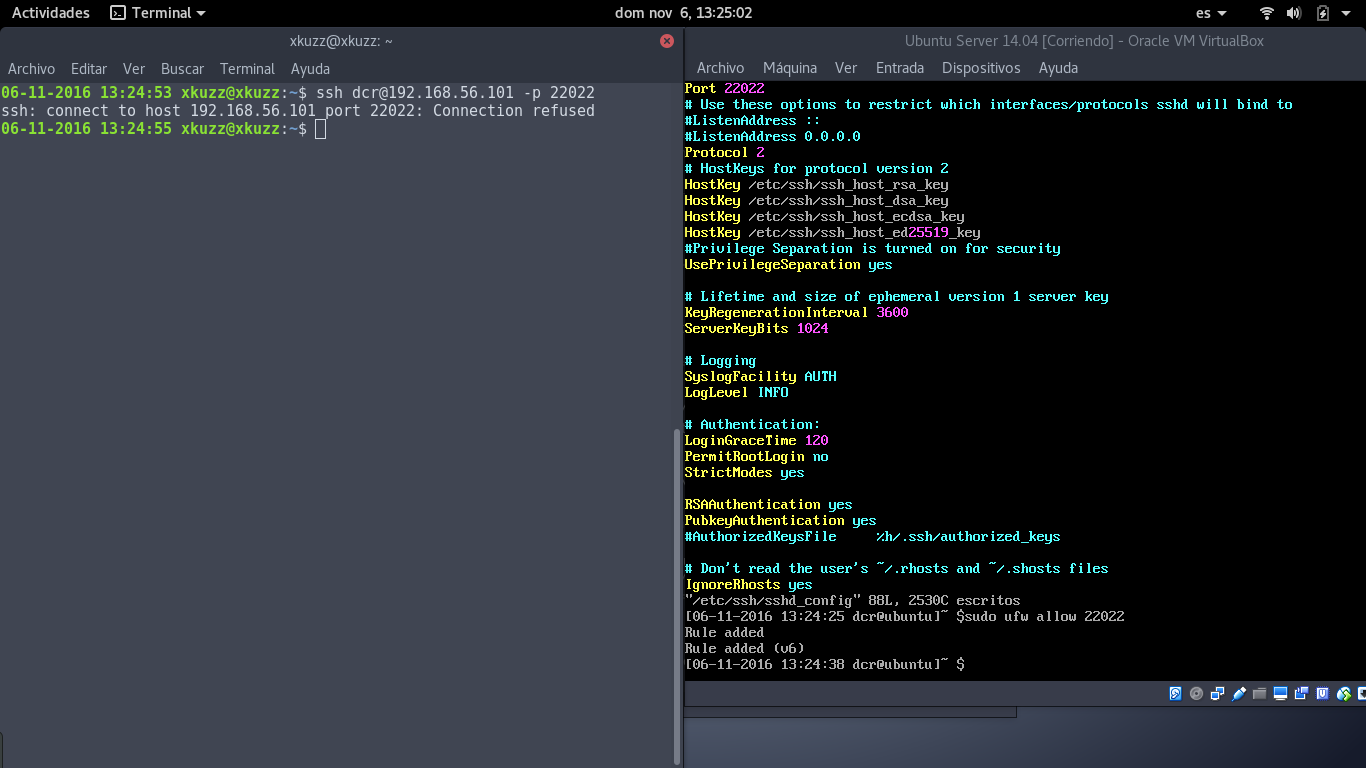 Actividades Terminal dom nov 6, 13:25:02 es
xkuzz@xkuzz: ~
Archivo Editar Ver Buscar Terminal Ayuda
06-11-2016 13:24:53 xkuzz@xkuzz:~$ ssh dcr@192.168.56.101 -p 22022
ssh: connect to host 192.168.56.101 port 22022: Connection refused
06-11-2016 13:24:55 xkuzz@xkuzz:~$
Ubuntu Server 14.04 [Corriendo] - Oracle VM VirtualBox
Archivo Máquina Ver Entrada Dispositivos Ayuda
Port 22022
# Use these options to restrict which interfaces/protocols sshd will bind to
#ListenAddress ::
#ListenAddress 0.0.0.0
Protocol 2
# HostKeys for protocol version 2
HostKey /etc/ssh/ssh_host_rsa_key
HostKey /etc/ssh/ssh_host_dsa_key
HostKey /etc/ssh/ssh_host_ecdsa_key
HostKey /etc/ssh/ssh_host_ed25519_key
#Privilege Separation is turned on for security
UsePrivilegeSeparation yes
# Lifetime and size of ephemeral version 1 server key
KeyRegenerationInterval 3600
ServerKeyBits 1024
# Logging
SyslogFacility AUTH
LogLevel INFO
# Authentication:
LoginGraceTime 120
PermitRootLogin no
StrictModes yes
RSAAuthentication yes
PubkeyAuthentication yes
#AuthorizedKeysFile %h/.ssh/authorized_keys
# Don't read the user's ~/.rhosts and ~/.shosts files
IgnoreRhosts yes
"/etc/ssh/sshd_config" 88L, 2530C escritos
[06-11-2016 13:24:25 dcr@ubuntu]~ $sudo ufw allow 22022
Rule added
Rule added (v6)
[06-11-2016 13:24:38 dcr@ubuntu]~ $